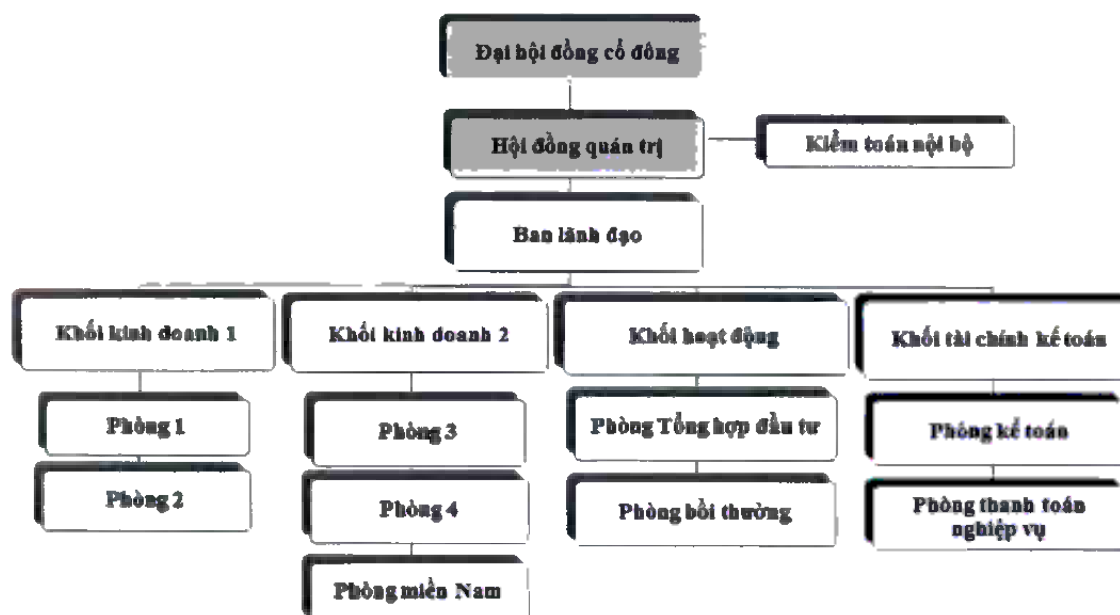 Đại hội đồng cổ đông
Hội đồng quán trị
Kiểm toán nội bộ
Ban lãnh đạo
Khối kinh doanh 1
Khối kinh doanh 2
Khối hoạt động
Khối tài chính kế toán
Phòng 1
Phòng 3
Phòng Tổng hợp đầu tư
Phòng kế toán
Phòng 2
Phòng 4
Phòng bồi thường
Phòng thanh toán
nghiệp vụ
Phòng miền Nam